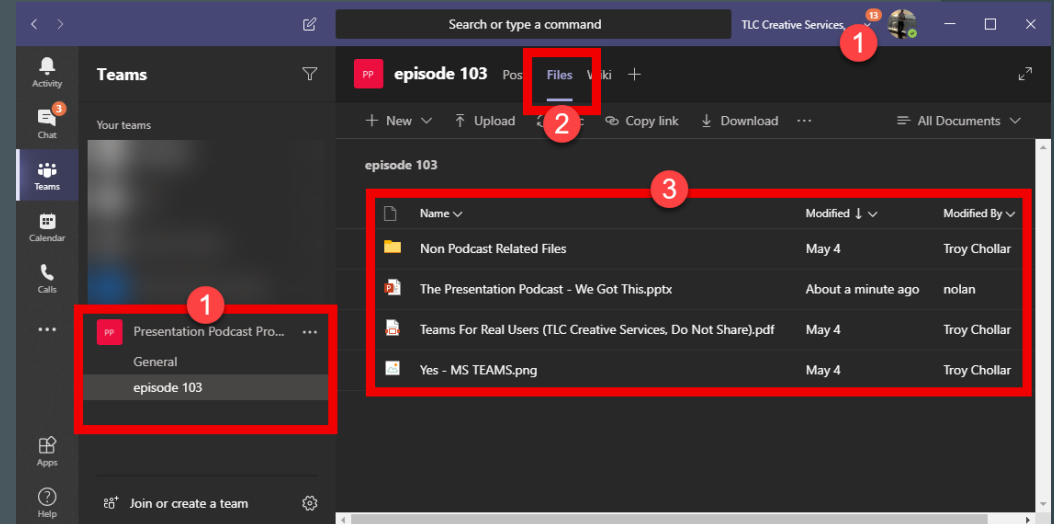 Search or type a command
TLC Creative Services,
13
1
Activity
Teams
PP
episode 103
Files
2
3
Chat
Your teams
New
Upload
Copy link
Download
All Documents
Teams
episode 103
3
Calendar
Name
Modified
Modified By
Non Podcast Related Files
May 4
Troy Chollar
Calls
The Presentation Podcast - We Got This.pptx
About a minute ago
nolan
1
PP
Presentation Podcast Pro...
Teams For Real Users (TLC Creative Services, Do Not Share).pdf
May 4
Troy Chollar
General
Yes - MS TEAMS.png
May 4
Troy Chollar
episode 103
Apps
Join or create a team
Help